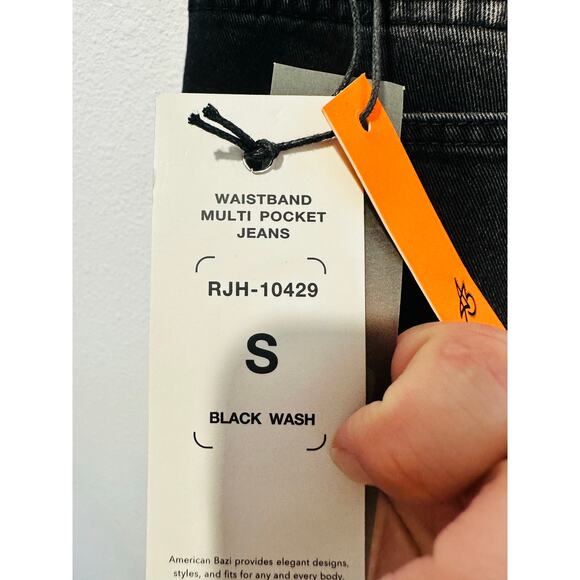 WAISTBAND
MULTI POCKET
JEANS
RJH-10429
S
BLACK WASH
American Bazi provides elegant designs,
styles, and fits for any and every body.